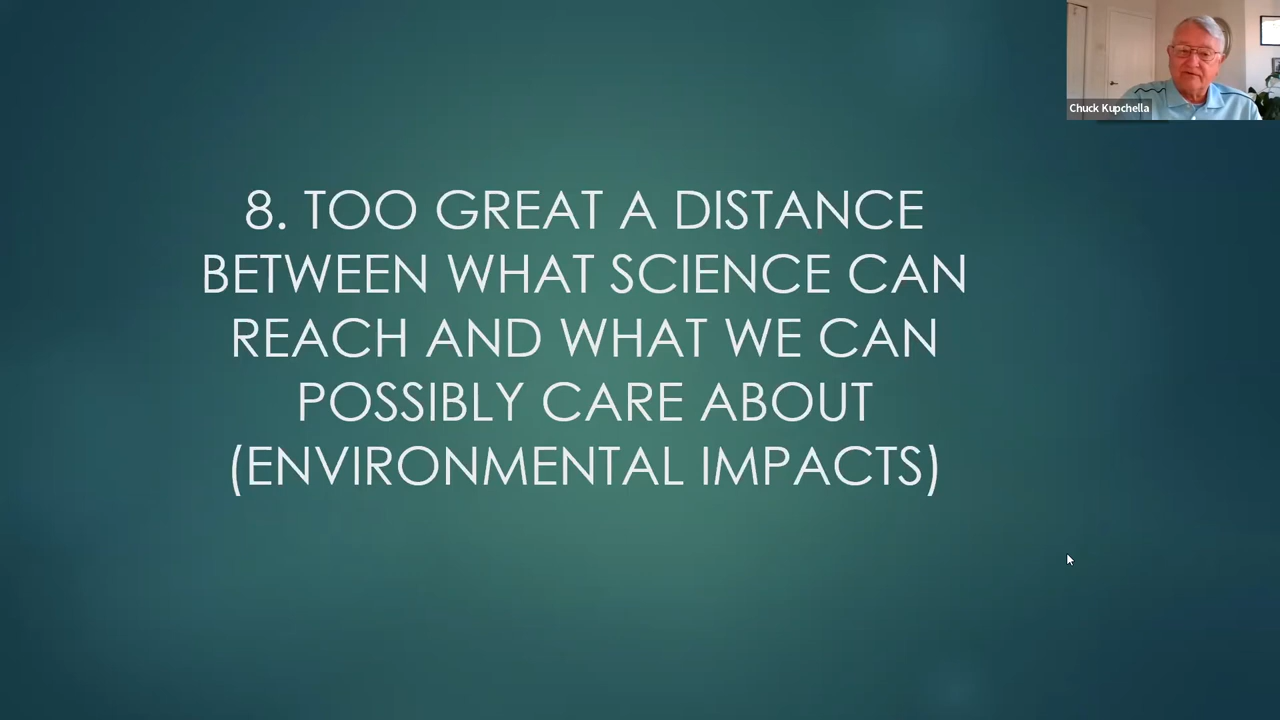 Chuck Kupchella
8. TOO GREAT A DISTANCE
BETWEEN WHAT SCIENCE CAN
REACH AND WHAT WE CAN
POSSIBLY CARE ABOUT
(ENVIRONMENTAL IMPACTS)